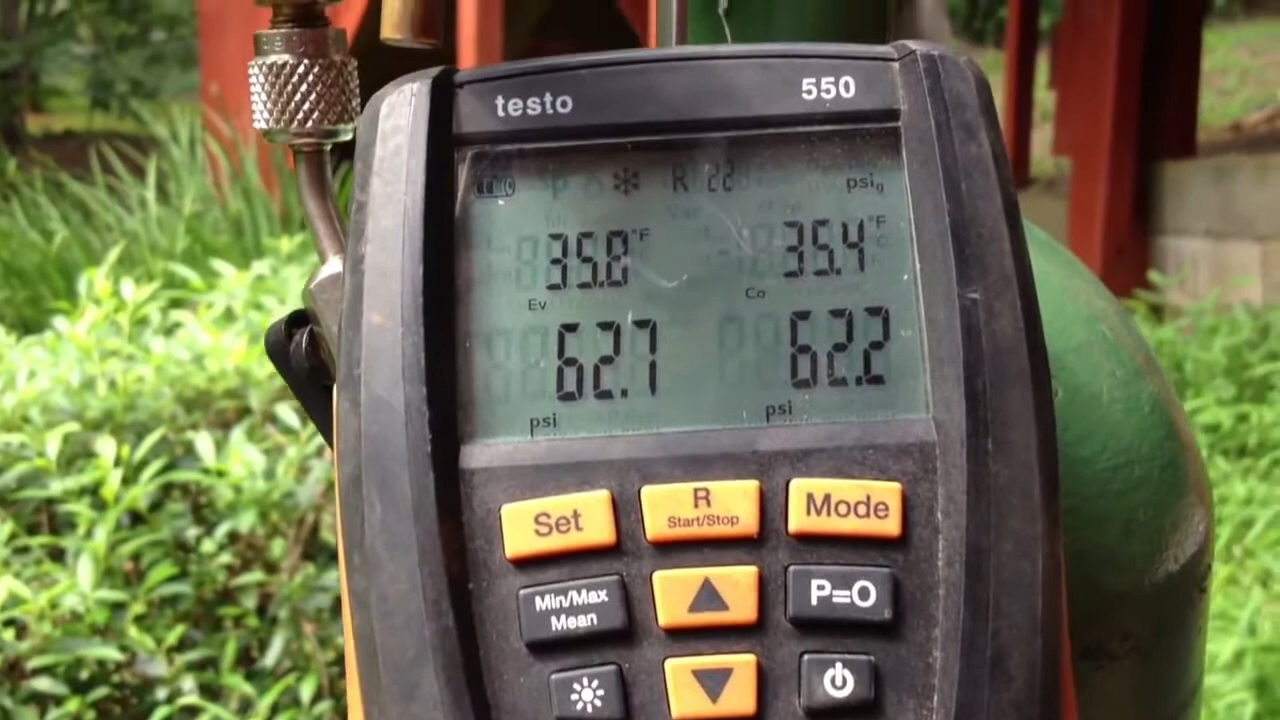 testo 550
R 22 psig
35.8°F 35.4°F
Ev Co
62.7 62.2
psi psi
Set R Start/Stop Mode
Min/Max Mean P=O